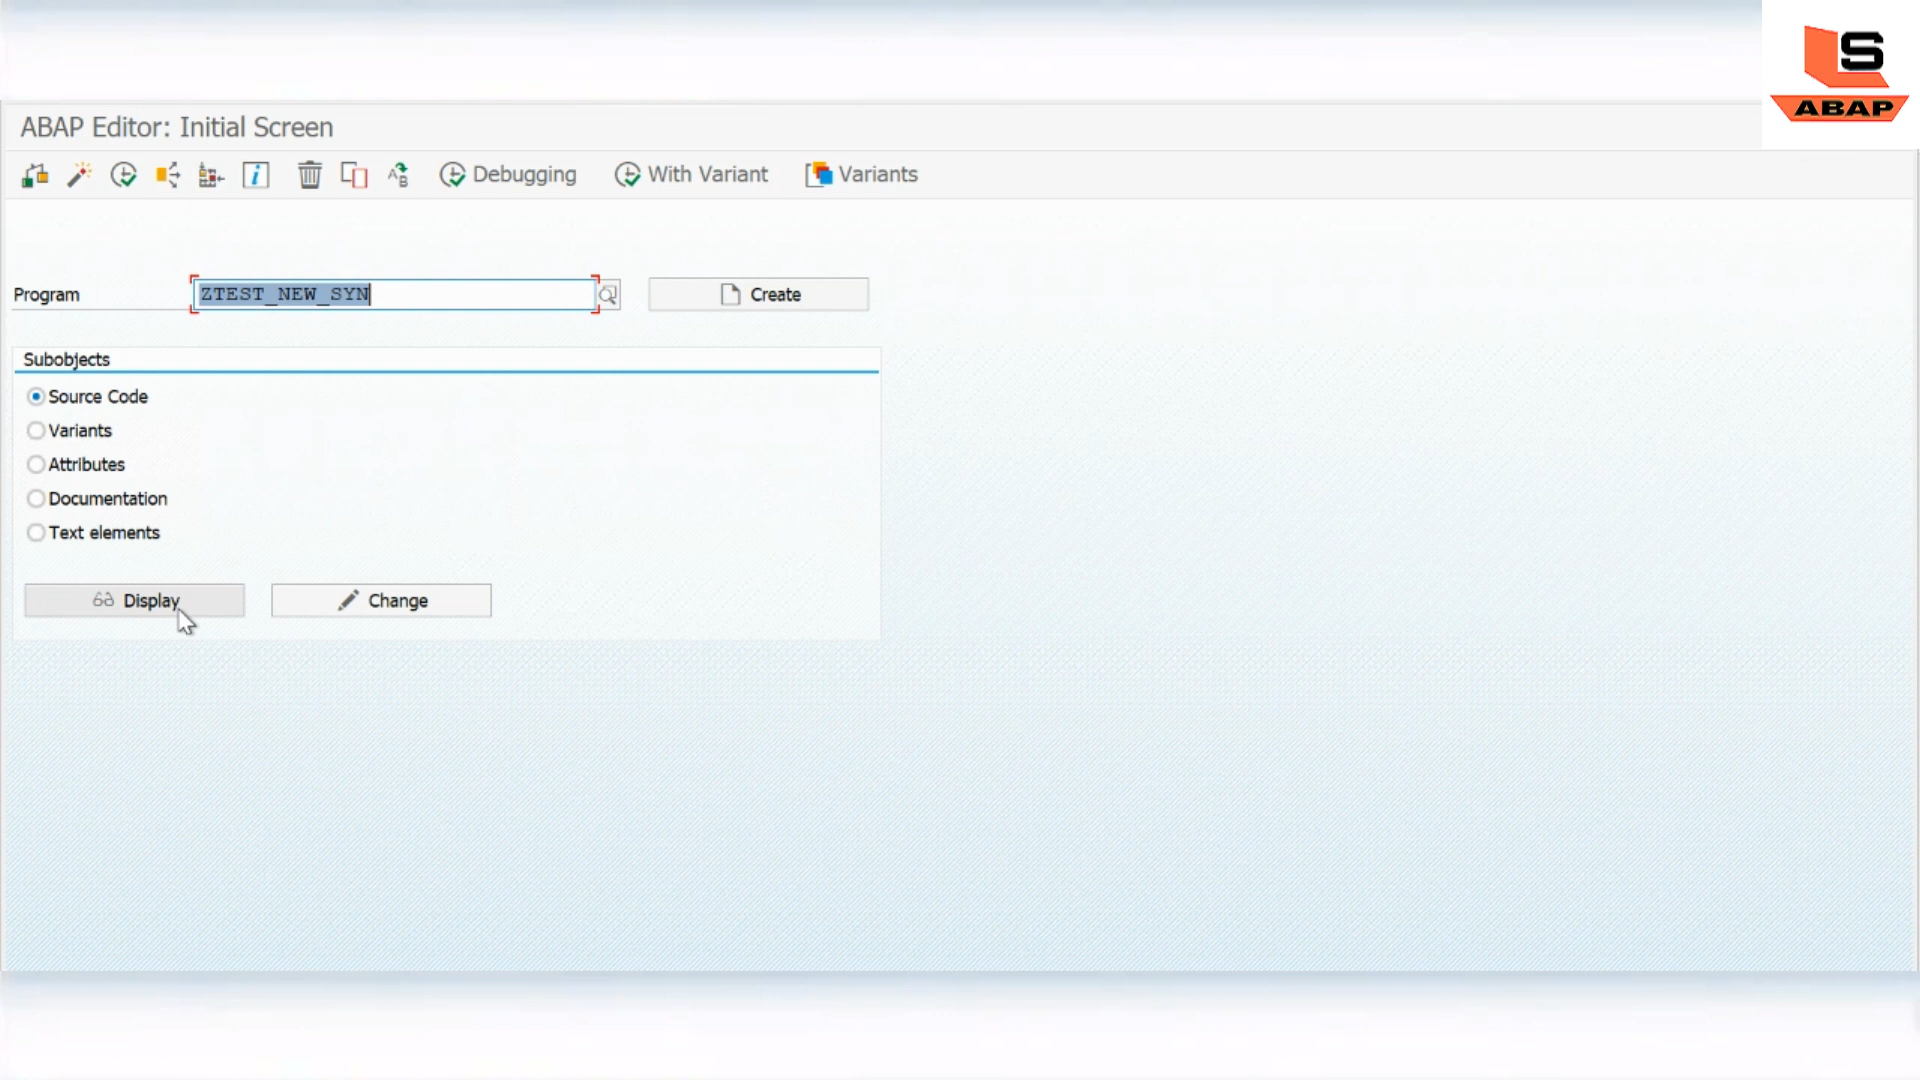 S
ABAP
ABAP Editor: Initial Screen
Debugging With Variant Variants
Program ZTEST_NEW_SYN Create
Subobjects
Source Code
Variants
Attributes
Documentation
Text elements
Display Change